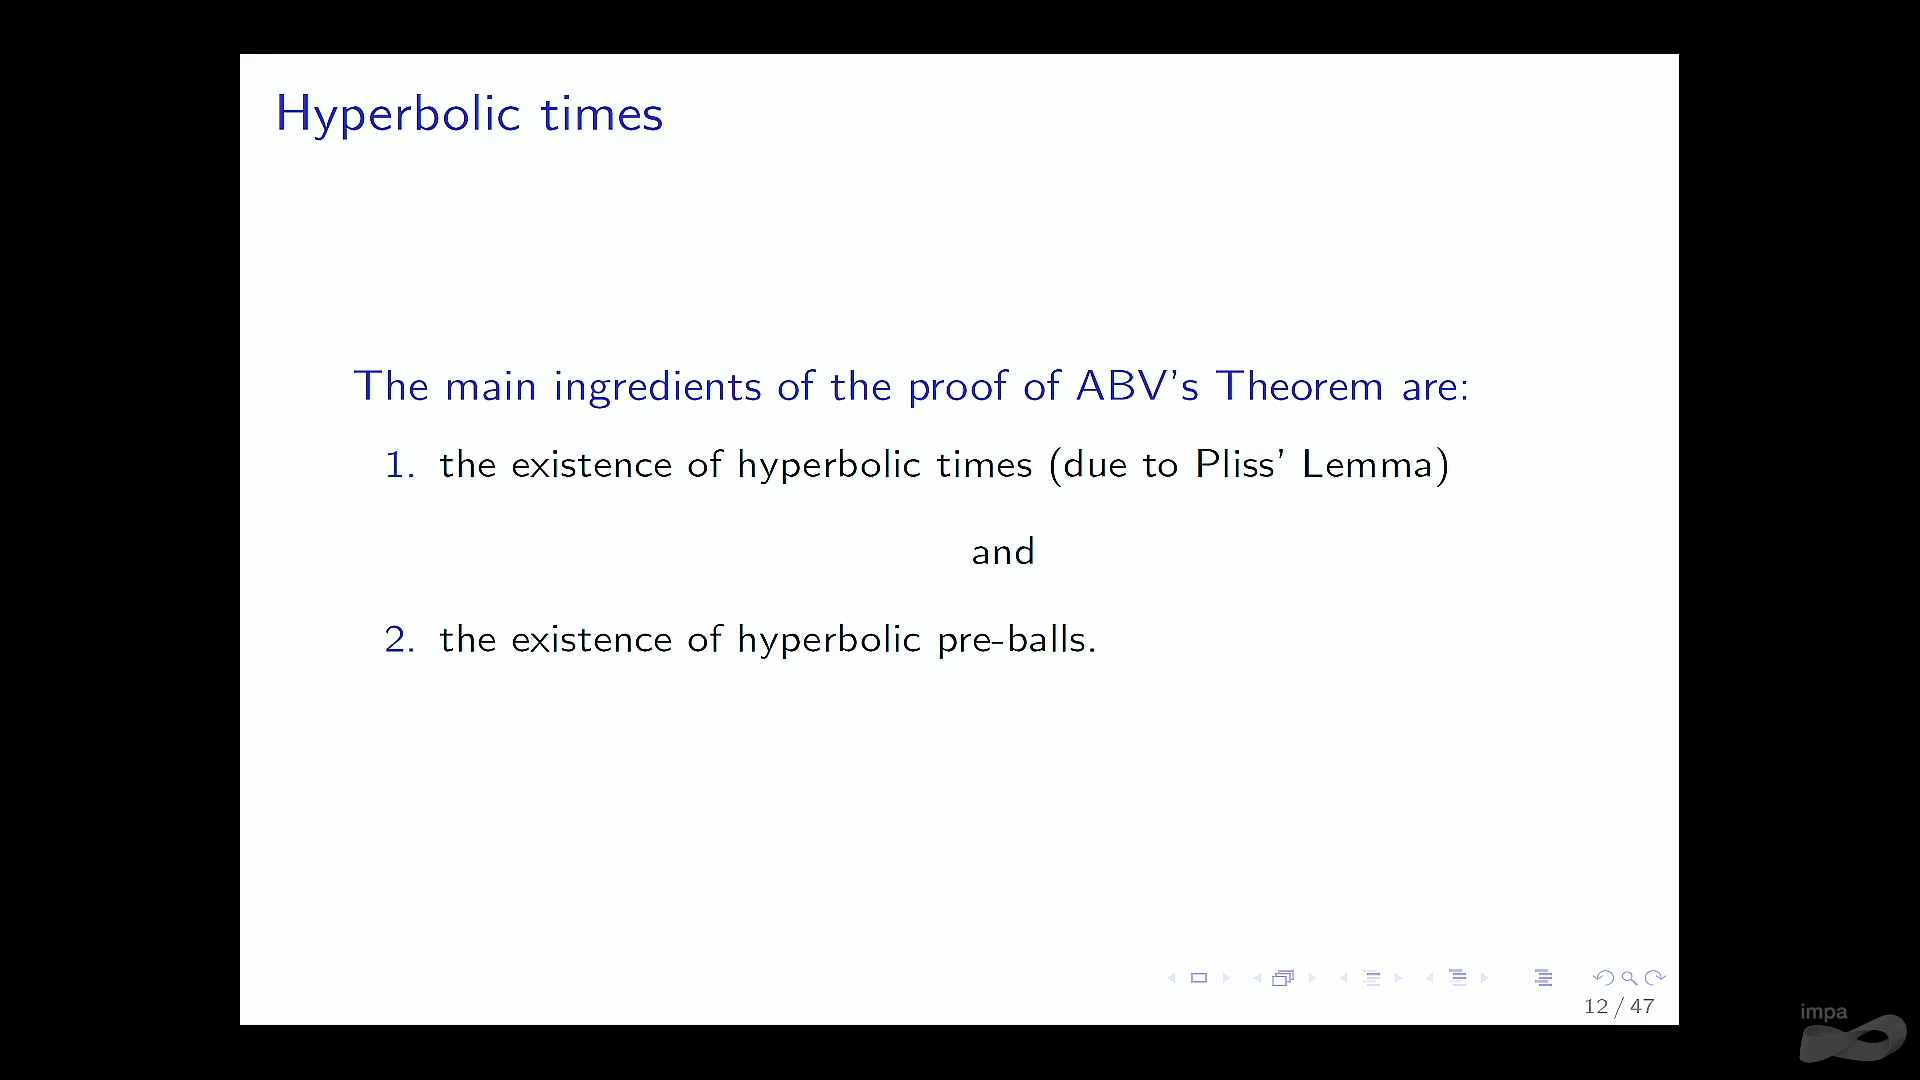 Hyperbolic times
The main ingredients of the proof of ABV's Theorem are:
1. the existence of hyperbolic times (due to Pliss' Lemma)
and
2. the existence of hyperbolic pre-balls.
12 / 47
impa